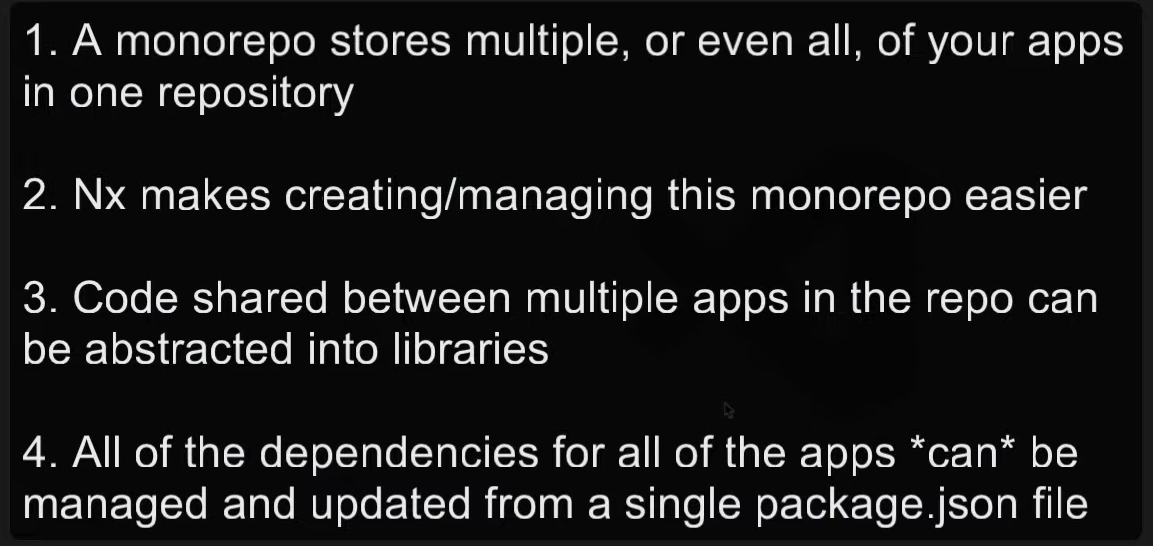 1. A monorepo stores multiple, or even all, of your apps
in one repository
2. Nx makes creating/managing this monorepo easier
3. Code shared between multiple apps in the repo can
be abstracted into libraries
4. All of the dependencies for all of the apps *can* be
managed and updated from a single package.json file